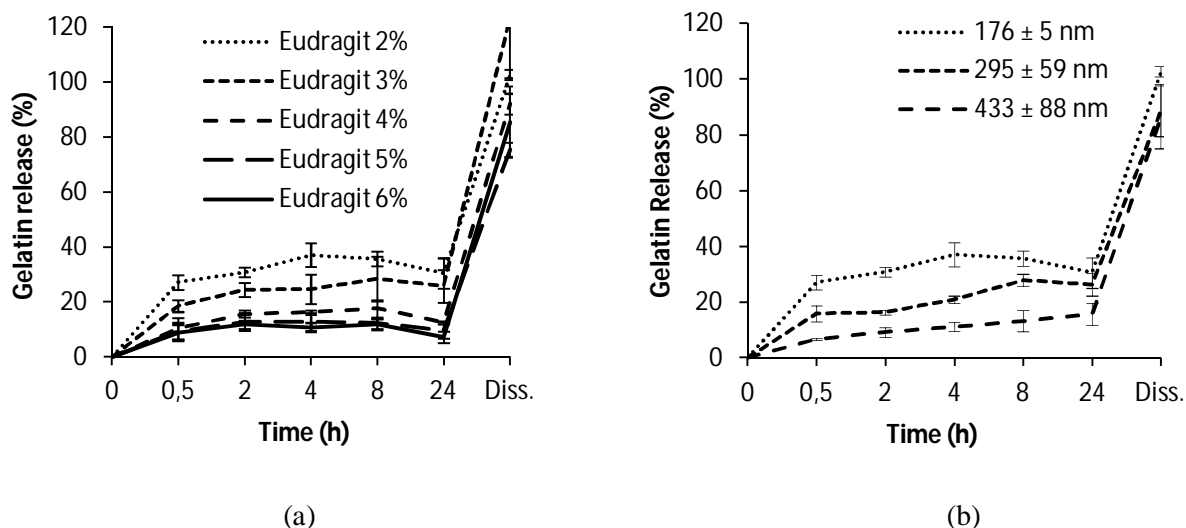 120
100
80
60
40
20
0
Gelatin release (%)
Eudragit 2%
Eudragit 3%
Eudragit 4%
Eudragit 5%
Eudragit 6%
0 0,5 2 4 8 24 Diss.
Time (h)
(a)
120
100
80
60
40
20
0
Gelatin Release (%)
176 ± 5 nm
295 ± 59 nm
433 ± 88 nm
0 0,5 2 4 8 24 Diss.
Time (h)
(b)